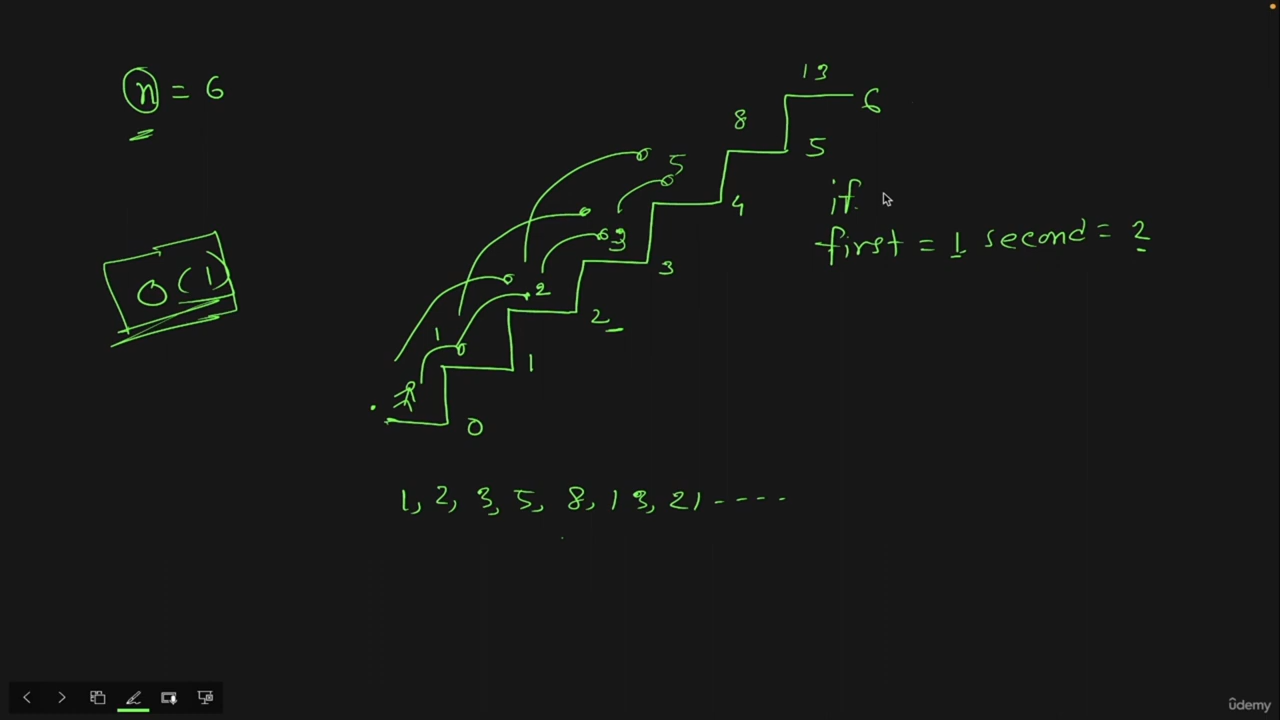 n = 6
13
6
8
5
5
if
4
3
first = 1 second = 2
3
O(1)
2
2
1
1
0
1, 2, 3, 5, 8, 13, 21 - - - -
ûdemy